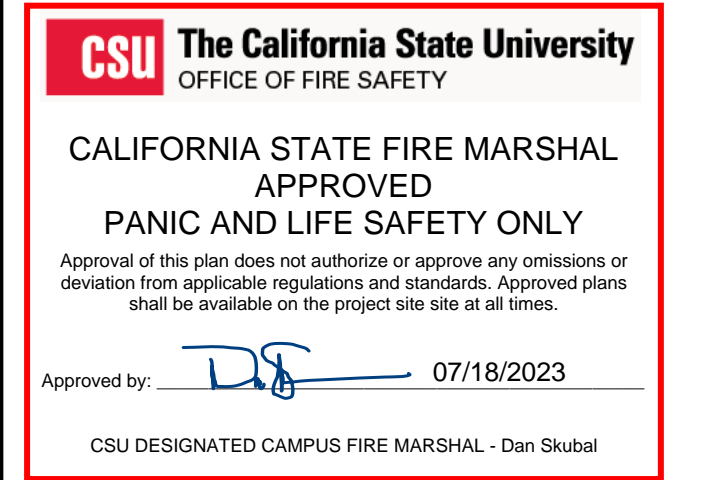 CSU The California State University
OFFICE OF FIRE SAFETY
CALIFORNIA STATE FIRE MARSHAL
APPROVED
PANIC AND LIFE SAFETY ONLY
Approval of this plan does not authorize or approve any omissions or
deviation from applicable regulations and standards. Approved plans
shall be available on the project site site at all times.
Approved by: 07/18/2023
CSU DESIGNATED CAMPUS FIRE MARSHAL - Dan Skubal